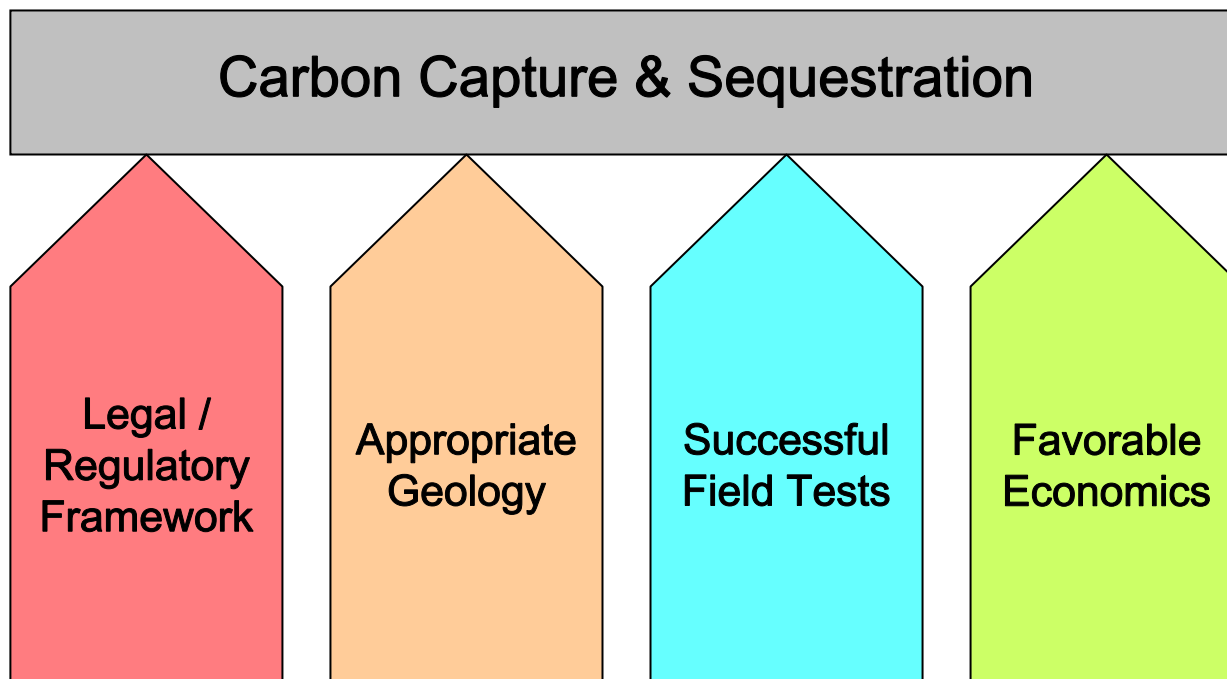 Carbon Capture & Sequestration
Legal /
Regulatory
Framework
Appropriate
Geology
Successful
Field Tests
Favorable
Economics